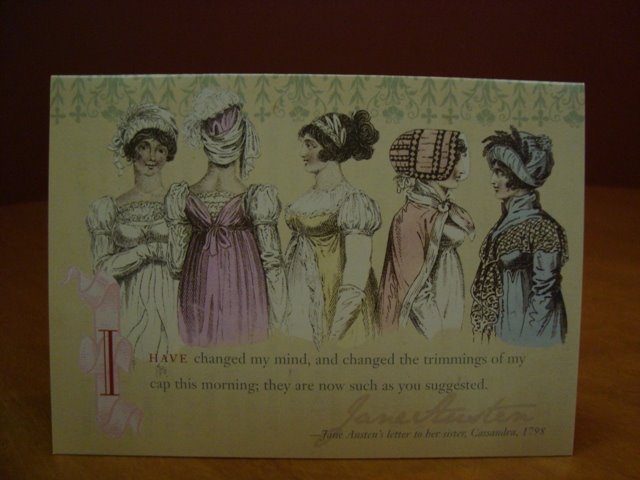 I HAVE changed my mind, and changed the trimmings of my
cap this morning; they are now such as you suggested.
Jane Austen
—Jane Austen's letter to her sister, Cassandra, 1798